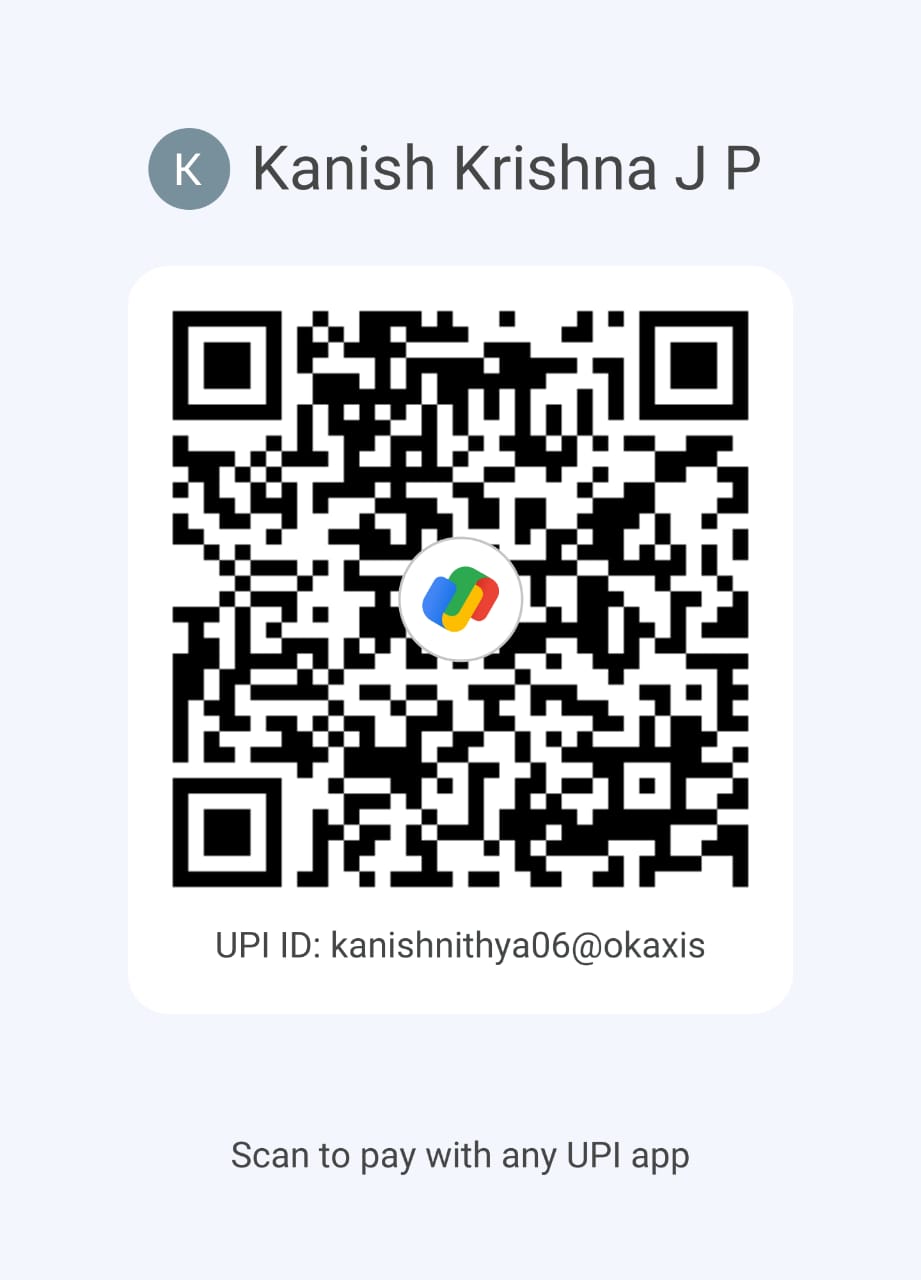 K
Kanish Krishna J P
UPI ID: kanishnithya06@okaxis
Scan to pay with any UPI app